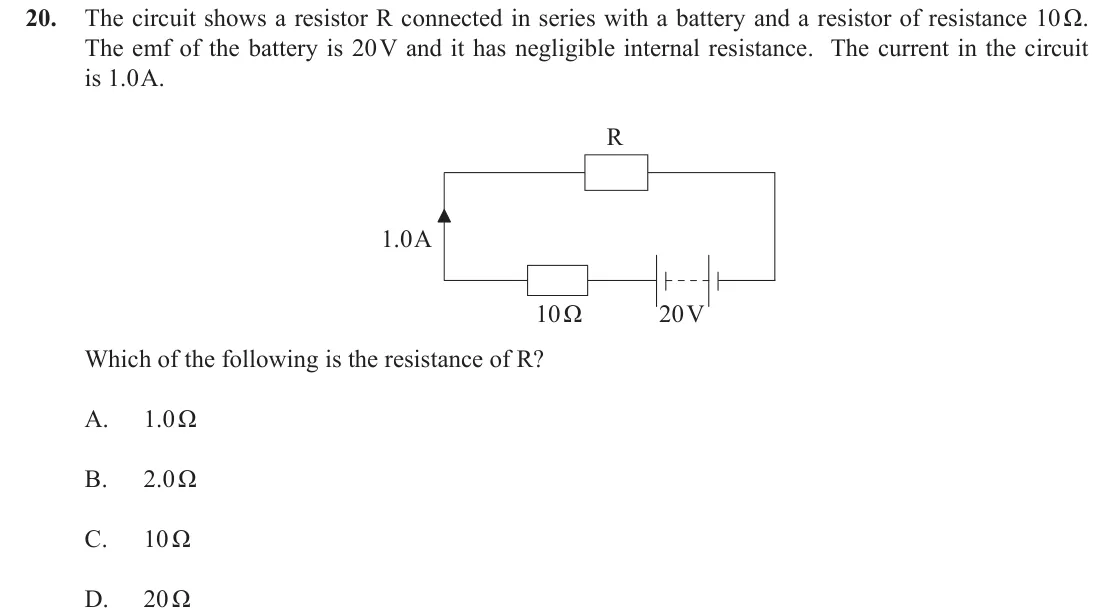 20. The circuit shows a resistor R connected in series with a battery and a resistor of resistance 10Ω.
The emf of the battery is 20V and it has negligible internal resistance. The current in the circuit
is 1.0A.
R
1.0A
10Ω
20V
Which of the following is the resistance of R?
A. 1.0Ω
B. 2.0Ω
C. 10Ω
D. 20Ω